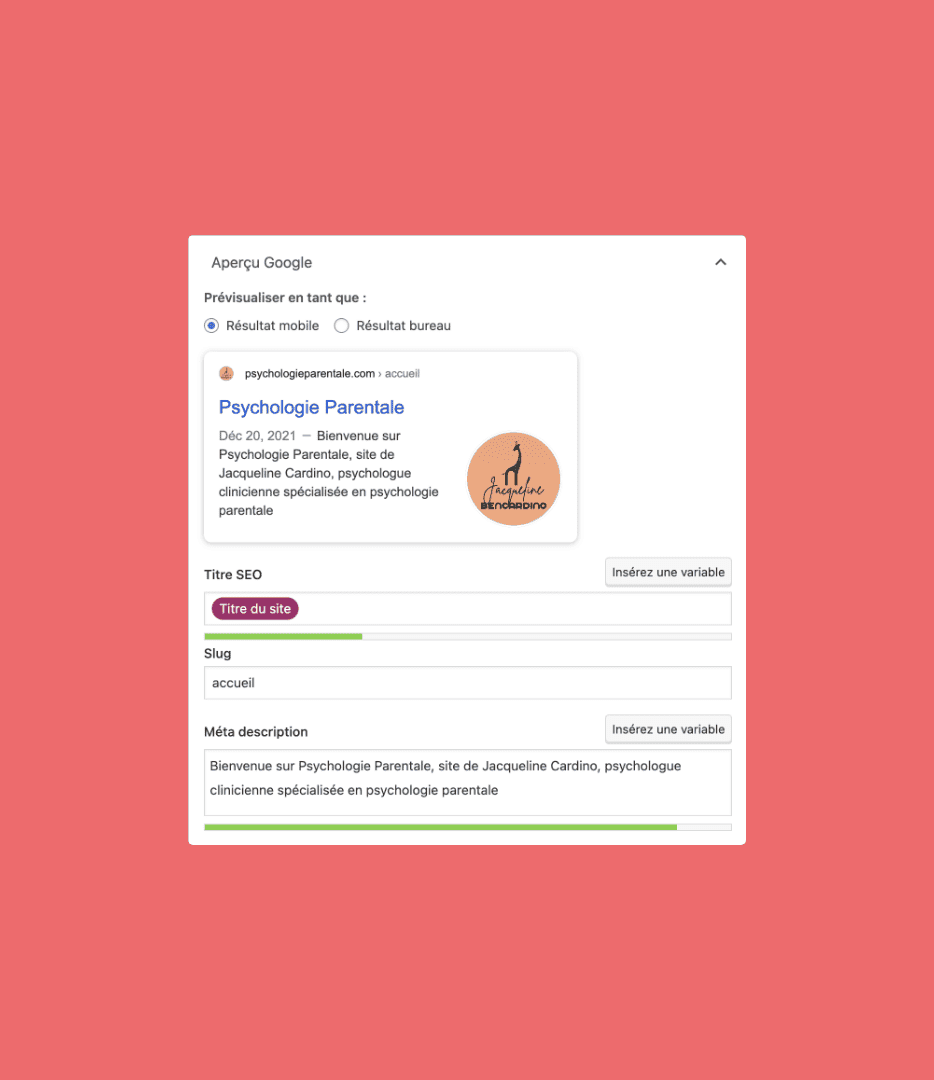 Aperçu Google
Prévisualiser en tant que :
Résultat mobile Résultat bureau
psychologieparentale.com › accueil
Psychologie Parentale
Déc 20, 2021 — Bienvenue sur
Psychologie Parentale, site de
Jacqueline Cardino, psychologue
clinicienne spécialisée en psychologie
parentale
Jacqueline
BENCARDINO
Titre SEO
Insérez une variable
Titre du site
Slug
accueil
Méta description
Insérez une variable
Bienvenue sur Psychologie Parentale, site de Jacqueline Cardino, psychologue
clinicienne spécialisée en psychologie parentale